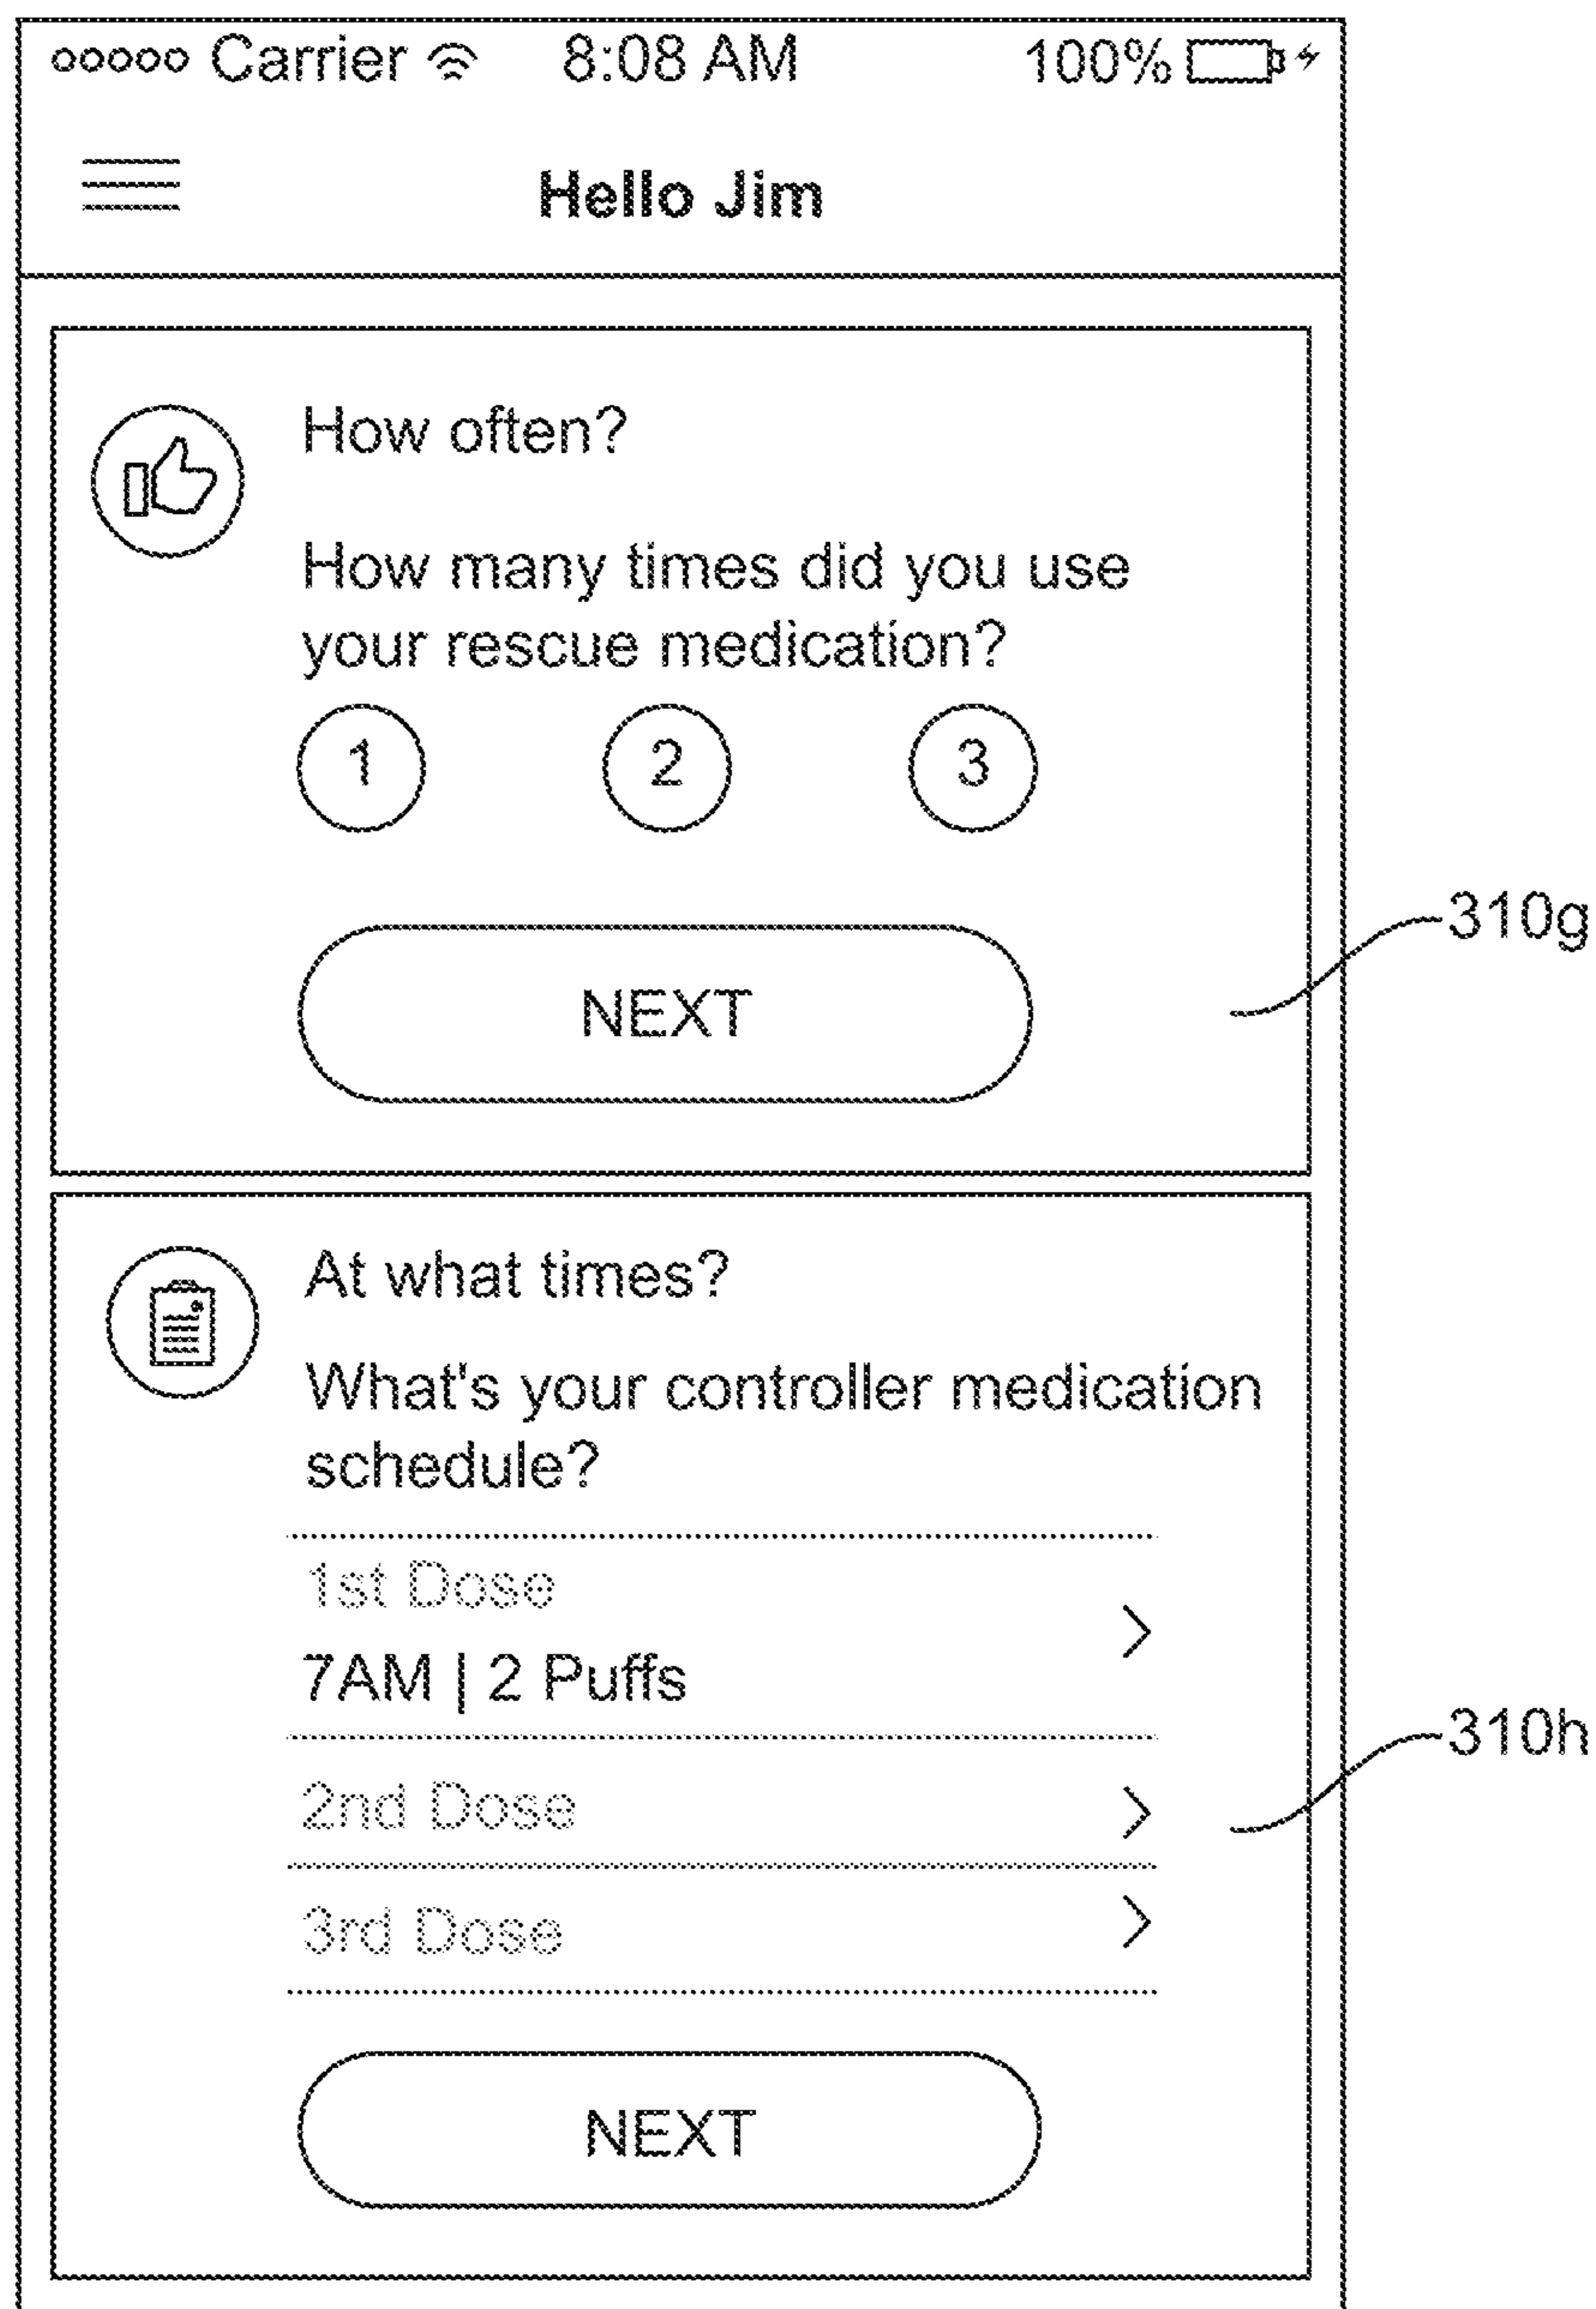 Carrier 8:08 AM 100%
Hello Jim
How often?
How many times did you use
your rescue medication?
1 2 3
310g
NEXT
At what times?
What's your controller medication
schedule?
1st Dose
7AM | 2 Puffs
310h
2nd Dose
3rd Dose
NEXT